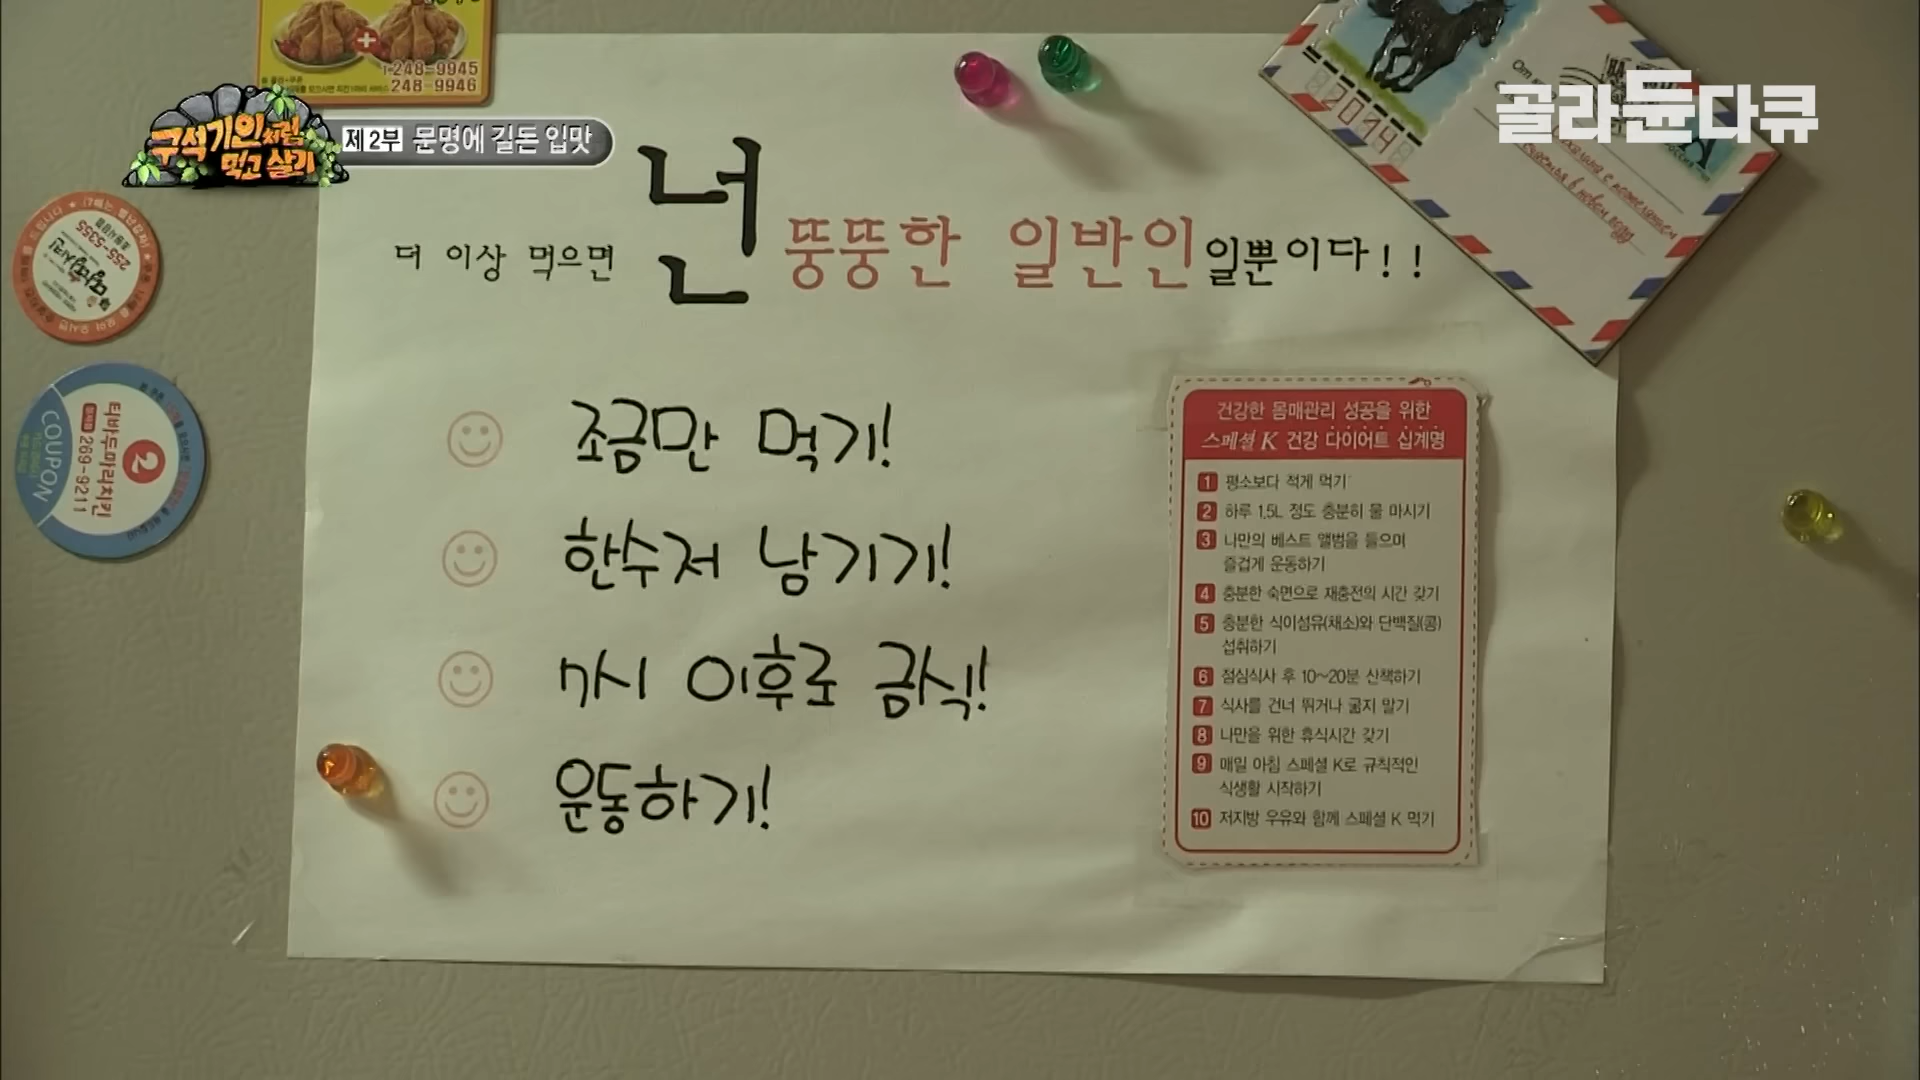 1-248-9945
248-9946
구석기인처럼
먹고 살기
제2부 문명에 길든 입맛
골라듄다큐
2014
더 이상 먹으면 넌 뚱뚱한 일반인일뿐이다!!
조금만 먹기!
한수저 남기기!
7시 이후로 금식!
운동하기!
건강한 몸매관리 성공을 위한
스페셜 K 건강 다이어트 십계명
1 평소보다 적게 먹기
2 하루 1.5L 정도 충분히 물 마시기
3 나만의 베스트 앨범을 들으며
즐겁게 운동하기
4 충분한 숙면으로 재충전의 시간 갖기
5 충분한 식이섬유(채소)와 단백질(콩)
섭취하기
6 점심식사 후 10~20분 산책하기
7 식사를 건너 뛰거나 굶지 말기
8 나만을 위한 휴식시간 갖기
9 매일 아침 스페셜 K로 규칙적인
식생활 시작하기
10 저지방 우유와 함께 스페셜 K 먹기
255-5355
COUPON
2
티바두마리치킨
269-9211